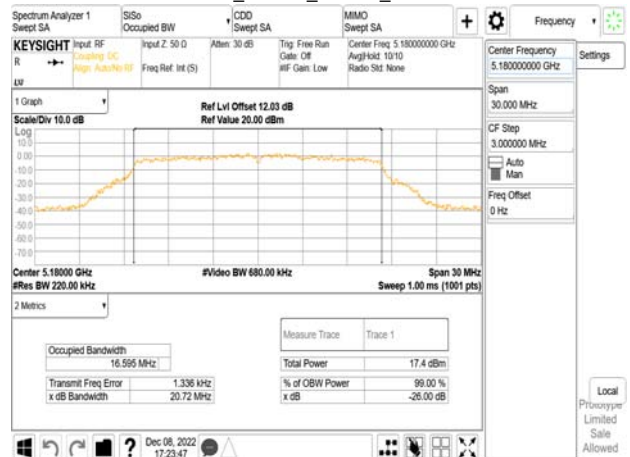 Spectrum Analyzer 1
Swept SA
SiSo
Occupied BW
CDD
Swept SA
MIMO
Swept SA
Frequency
KEYSIGHT
R
LXI
Input: RF
Coupling: DC
Align: Auto/No RF
Input Z: 50 Ω
Freq Ref: Int (S)
Atten: 30 dB
Trig: Free Run
Gate: Off
#IF Gain: Low
Center Freq: 5.180000000 GHz
Avg|Hold: 10/10
Radio Std: None
Center Frequency
5.180000000 GHz
Settings
Span
30.000 MHz
CF Step
3.000000 MHz
Auto
Man
Freq Offset
0 Hz
1 Graph
Scale/Div 10.0 dB
Ref Lvl Offset 12.03 dB
Ref Value 20.00 dBm
Log
10.0
0.00
-10.0
-20.0
-30.0
-40.0
-50.0
-60.0
-70.0
Center 5.18000 GHz
#Res BW 220.00 kHz
#Video BW 680.00 kHz
Span 30 MHz
Sweep 1.00 ms (1001 pts)
2 Metrics
Measure Trace
Trace 1
Occupied Bandwidth
16.595 MHz
Total Power
17.4 dBm
Transmit Freq Error
1.336 kHz
% of OBW Power
99.00 %
x dB Bandwidth
20.72 MHz
x dB
-26.00 dB
Local
Prototype
Limited
Sale
Allowed
?
Dec 08, 2022
17:23:47